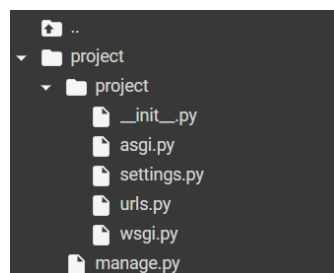 ..
project
project
__init__.py
asgi.py
settings.py
urls.py
wsgi.py
manage.py